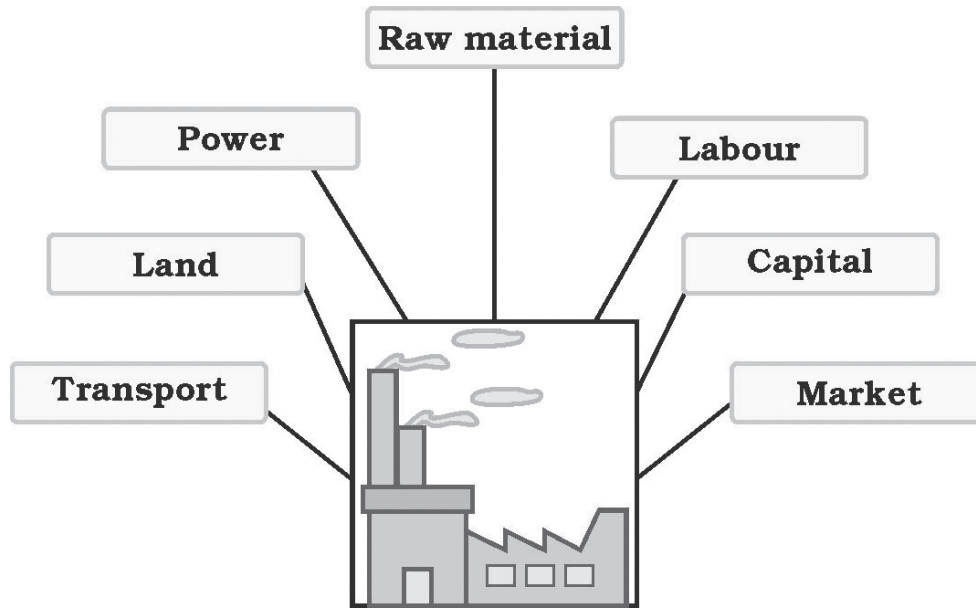 Raw material
Power
Labour
Land
Capital
Transport
Market